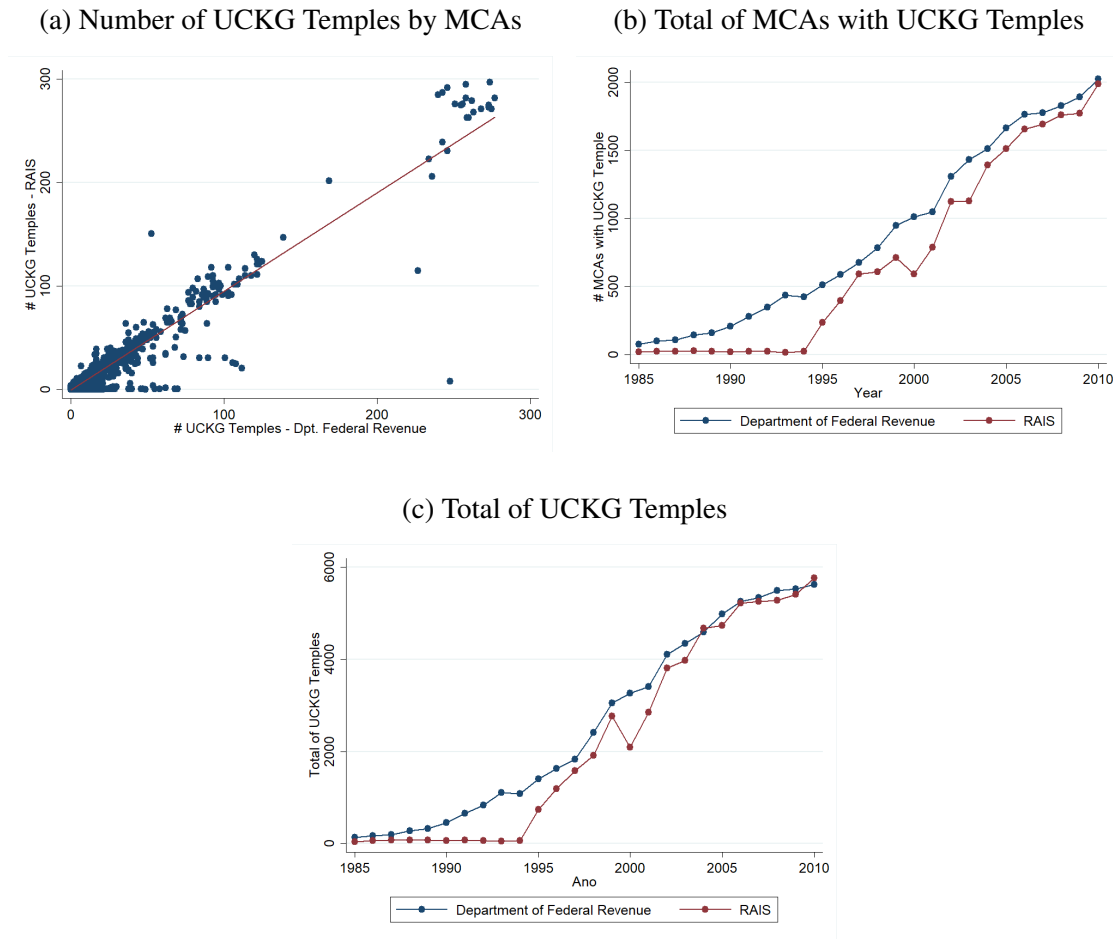 (a) Number of UCKG Temples by MCAs
300
200
100
0
# UCKG Temples - RAIS
0 100 200 300
# UCKG Temples - Dpt. Federal Revenue
(b) Total of MCAs with UCKG Temples
2000
1500
1000
500
0
# MCAs with UCKG Temple
1985 1990 1995 2000 2005 2010
Year
Department of Federal Revenue RAIS
(c) Total of UCKG Temples
6000
4000
2000
0
Total of UCKG Temples
1985 1990 1995 2000 2005 2010
Ano
Department of Federal Revenue RAIS